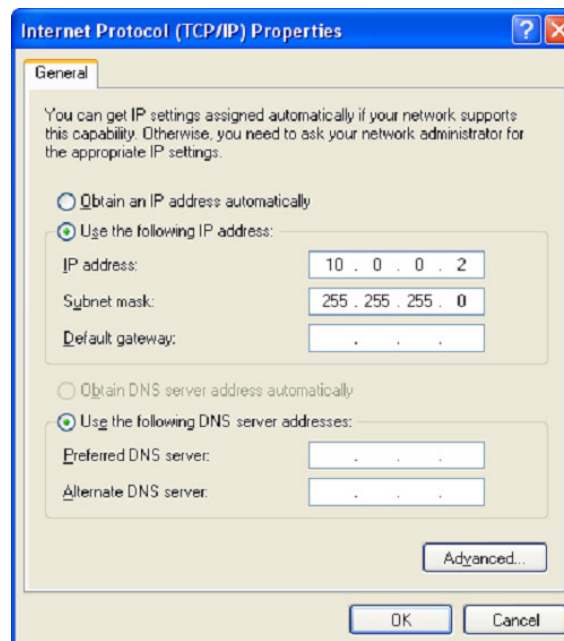 Internet Protocol (TCP/IP) Properties
General
You can get IP settings assigned automatically if your network supports
this capability. Otherwise, you need to ask your network administrator for
the appropriate IP settings.
Obtain an IP address automatically
Use the following IP address:
IP address: 10 . 0 . 0 . 2
Subnet mask: 255 . 255 . 255 . 0
Default gateway: . . .
Obtain DNS server address automatically
Use the following DNS server addresses:
Preferred DNS server: . . .
Alternate DNS server: . . .
Advanced...
OK Cancel